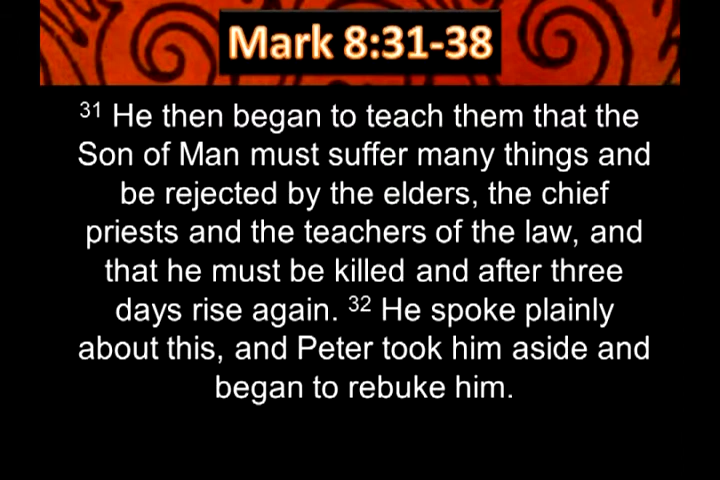 Mark 8:31-38
31 He then began to teach them that the
Son of Man must suffer many things and
be rejected by the elders, the chief
priests and the teachers of the law, and
that he must be killed and after three
days rise again. 32 He spoke plainly
about this, and Peter took him aside and
began to rebuke him.